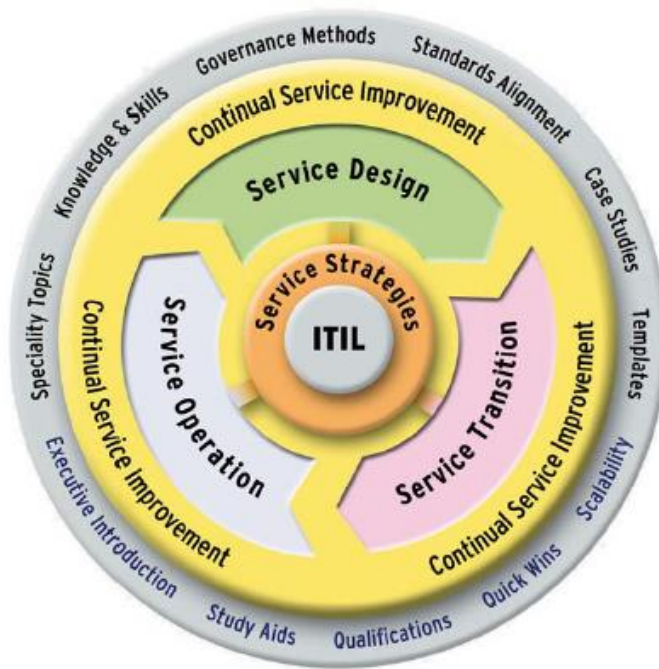 Governance Methods
Standards Alignment
Knowledge & Skills
Case Studies
Speciality Topics
Templates
Executive Introduction
Scalability
Study Aids
Qualifications
Quick Wins
Continual Service Improvement
Continual Service Improvement
Continual Service Improvement
Service Design
Service Operation
Service Transition
Service Strategies
ITIL